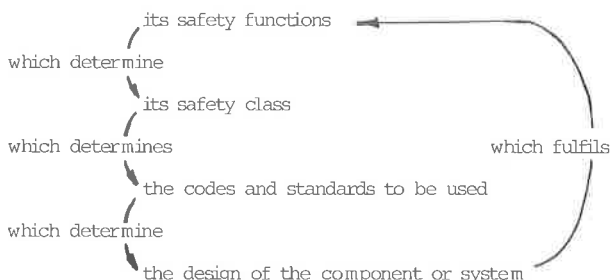 its safety functions
which determine
its safety class
which determines
which fulfils
the codes and standards to be used
which determine
the design of the component or system